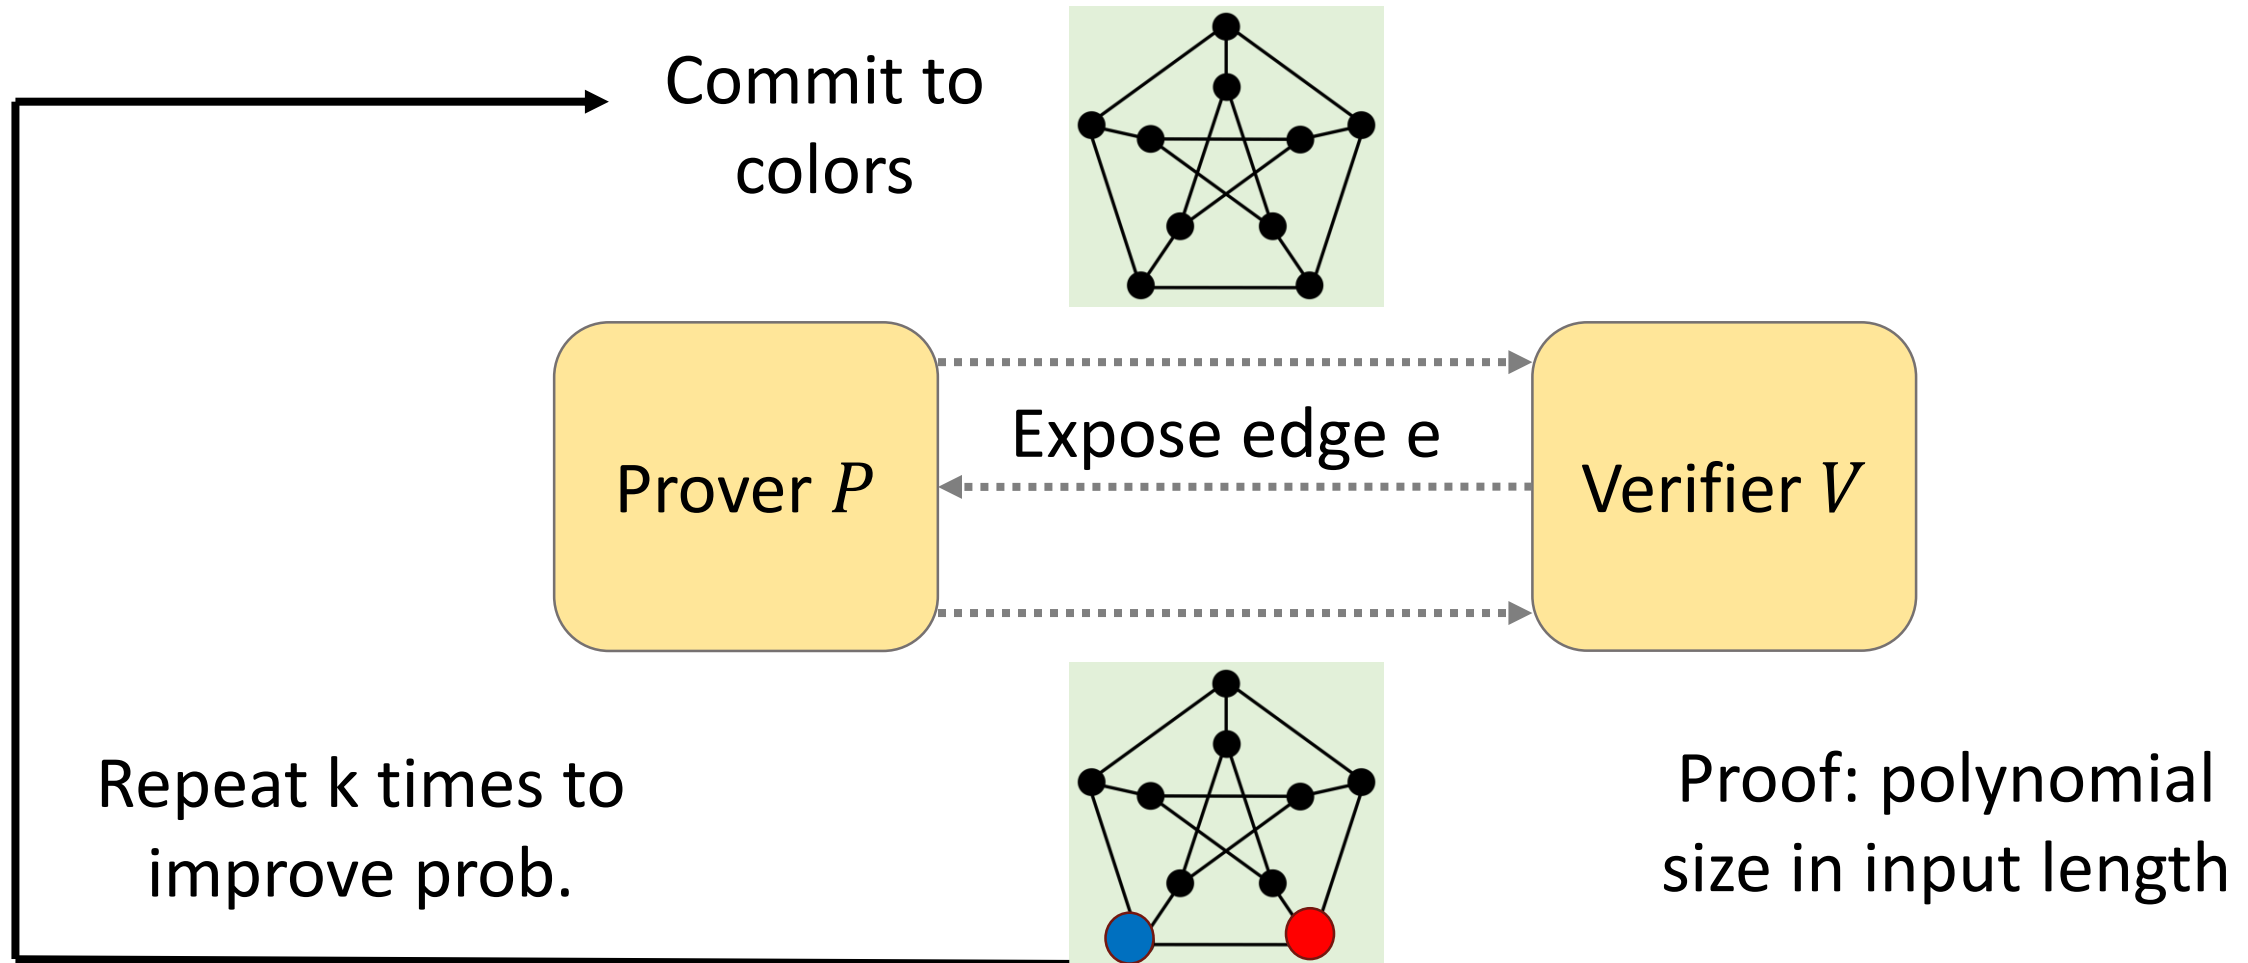 Commit to
colors
Expose edge e
Prover P
Verifier V
Repeat k times to
improve prob.
Proof: polynomial
size in input length